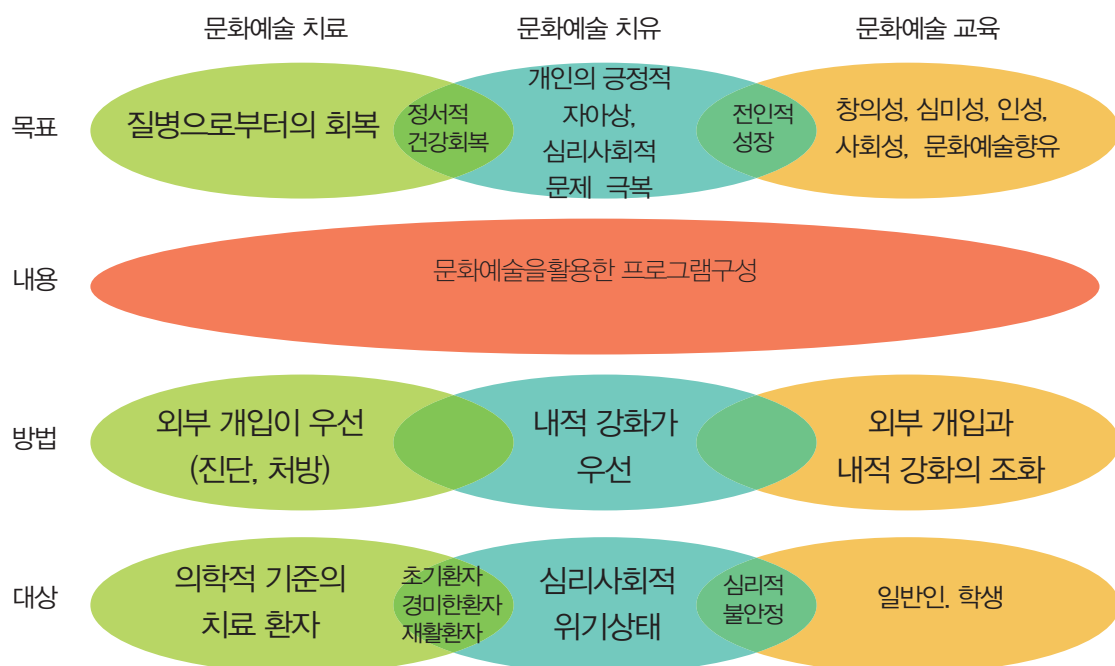 문화예술 치료
문화예술 치유
문화예술 교육
목표
질병으로부터의 회복
정서적
건강회복
개인의 긍정적
자아상,
심리사회적
문제 극복
전인적
성장
창의성, 심미성, 인성,
사회성, 문화예술향유
내용
문화예술을활용한 프로그램구성
방법
외부 개입이 우선
(진단, 처방)
내적 강화가
우선
외부 개입과
내적 강화의 조화
대상
의학적 기준의
치료 환자
초기환자
경미한환자
재활환자
심리사회적
위기상태
심리적
불안정
일반인. 학생